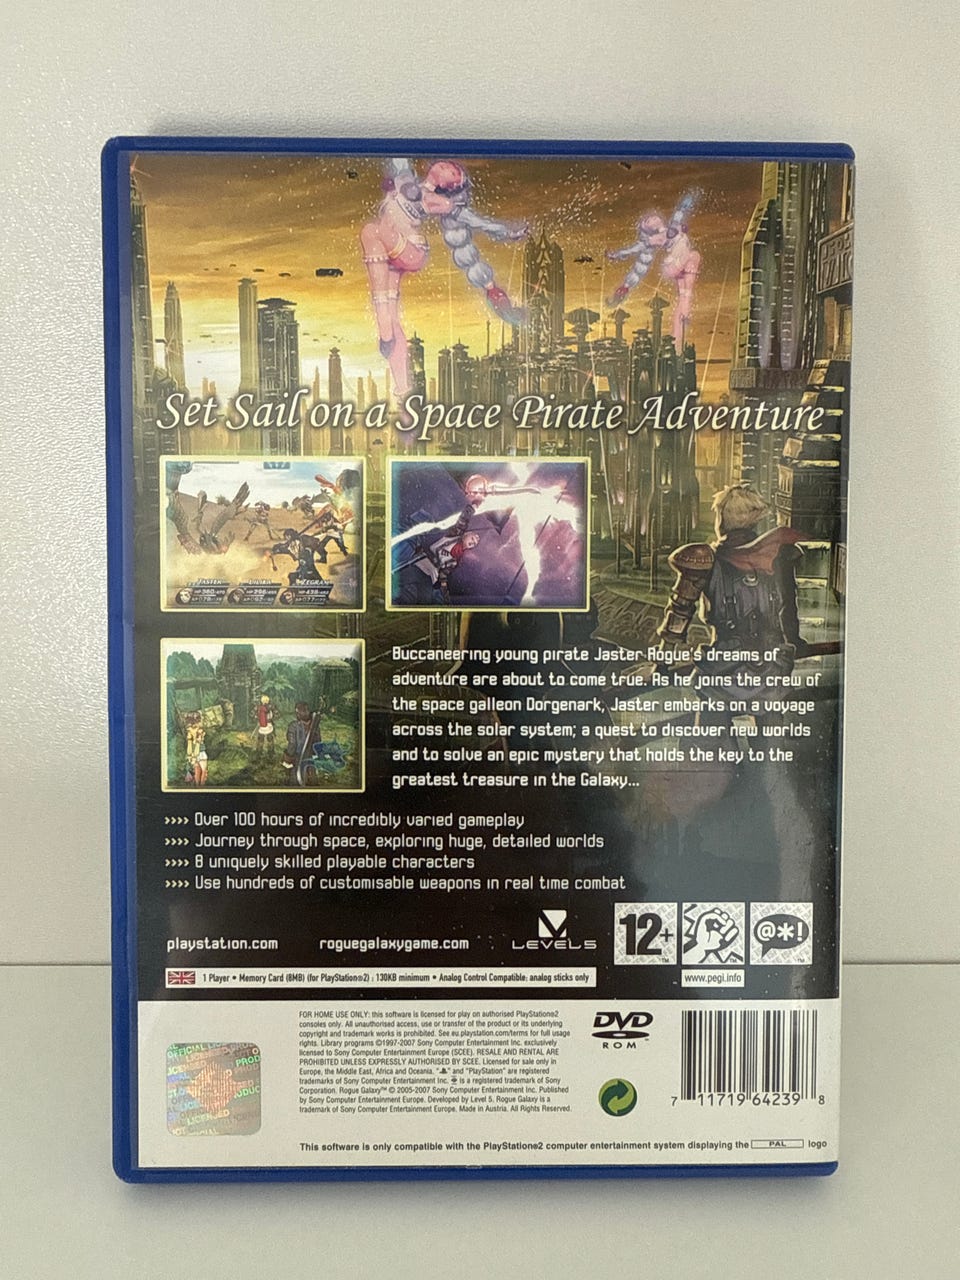 Set Sail on a Space Pirate Adventure
JASTER
LILIKA
ZEGRAM
Buccaneering young pirate Jaster Rogue's dreams of
adventure are about to come true. As he joins the crew of
the space galleon Dorgenark, Jaster embarks on a voyage
across the solar system; a quest to discover new worlds
and to solve an epic mystery that holds the key to the
greatest treasure in the Galaxy...
›››› Over 100 hours of incredibly varied gameplay
›››› Journey through space, exploring huge, detailed worlds
›››› 8 uniquely skilled playable characters
›››› Use hundreds of customisable weapons in real time combat
playstation.com
roguegalaxygame.com
LEVEL5
12+
@*!
www.pegi.info
1 Player • Memory Card (8MB) (for PlayStation®2) : 130KB minimum • Analog Control Compatible: analog sticks only
FOR HOME USE ONLY: this software is licensed for play on authorised PlayStation®2
consoles only. All unauthorised access, use or transfer of the product or its underlying
copyright and trademark works is prohibited. See eu.playstation.com/terms for full usage
rights. Library programs ©1997-2007 Sony Computer Entertainment Inc. exclusively
licensed to Sony Computer Entertainment Europe (SCEE). RESALE AND RENTAL ARE
PROHIBITED UNLESS EXPRESSLY AUTHORISED BY SCEE. Licensed for sale only in
Europe, the Middle East, Africa and Oceania. "" and "PlayStation" are registered
trademarks of Sony Computer Entertainment Inc. is a registered trademark of Sony
Corporation. Rogue Galaxy™ © 2005-2007 Sony Computer Entertainment Inc. Published
by Sony Computer Entertainment Europe. Developed by Level 5. Rogue Galaxy is a
trademark of Sony Computer Entertainment Inc. Made in Austria. All Rights Reserved.
DVD
ROM
7 11719 64239 8
OFFICIAL
LICENSED
PROD
This software is only compatible with the PlayStation®2 computer entertainment system displaying the PAL logo